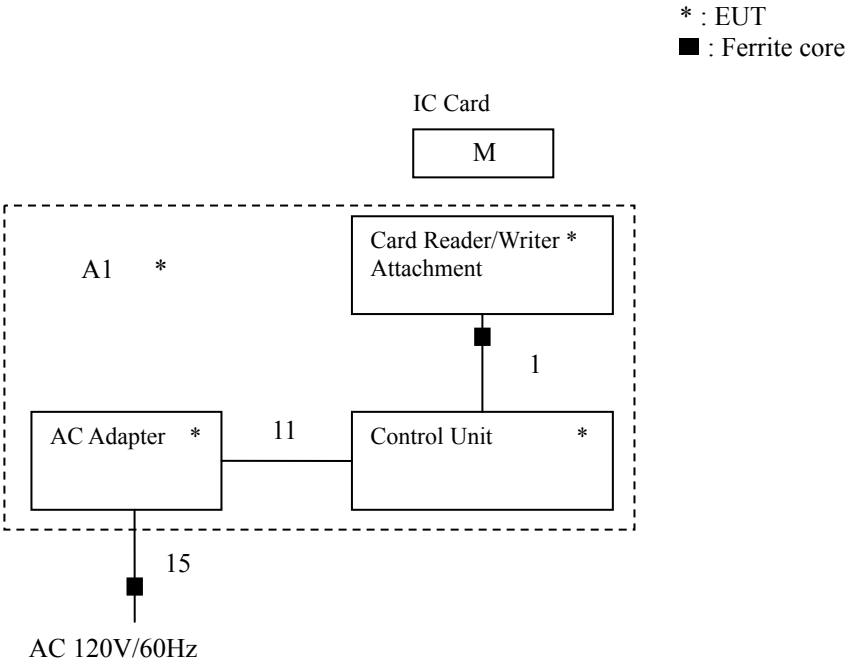 * : EUT
■ : Ferrite core
IC Card
M
Card Reader/Writer *
Attachment
A1 *
1
AC Adapter *
11
Control Unit *
15
AC 120V/60Hz